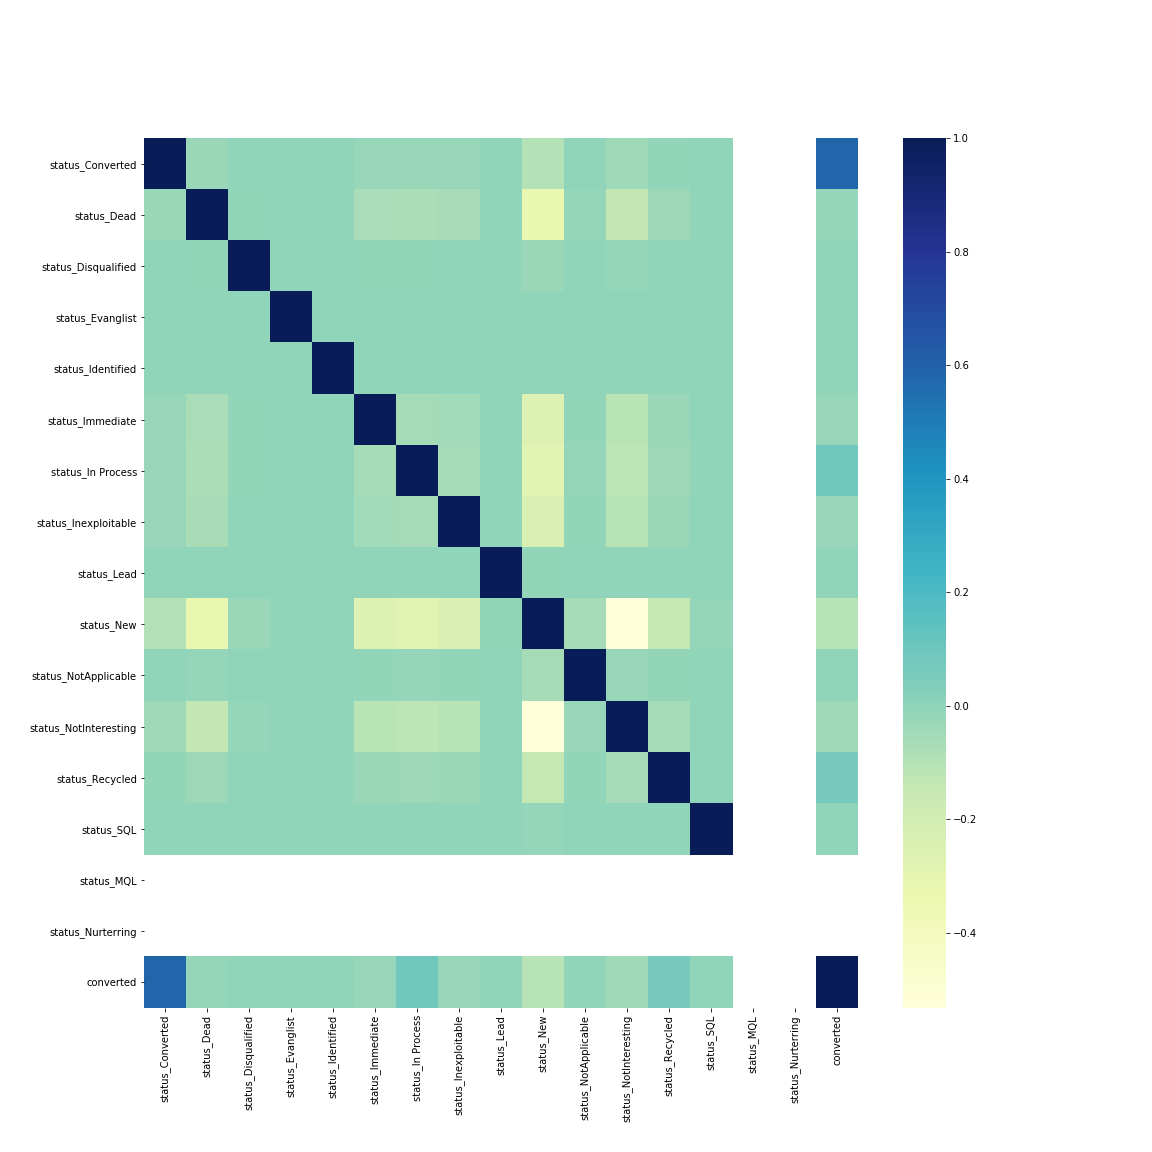 status_Converted
status_Dead
status_Disqualified
status_Evanglist
status_Identified
status_Immediate
status_In Process
status_Inexploitable
status_Lead
status_New
status_NotApplicable
status_NotInteresting
status_Recycled
status_SQL
status_MQL
status_Nurterring
converted
status_Converted
status_Dead
status_Disqualified
status_Evanglist
status_Identified
status_Immediate
status_In Process
status_Inexploitable
status_Lead
status_New
status_NotApplicable
status_NotInteresting
status_Recycled
status_SQL
status_MQL
status_Nurterring
converted
1.0
0.8
0.6
0.4
0.2
0.0
−0.2
−0.4